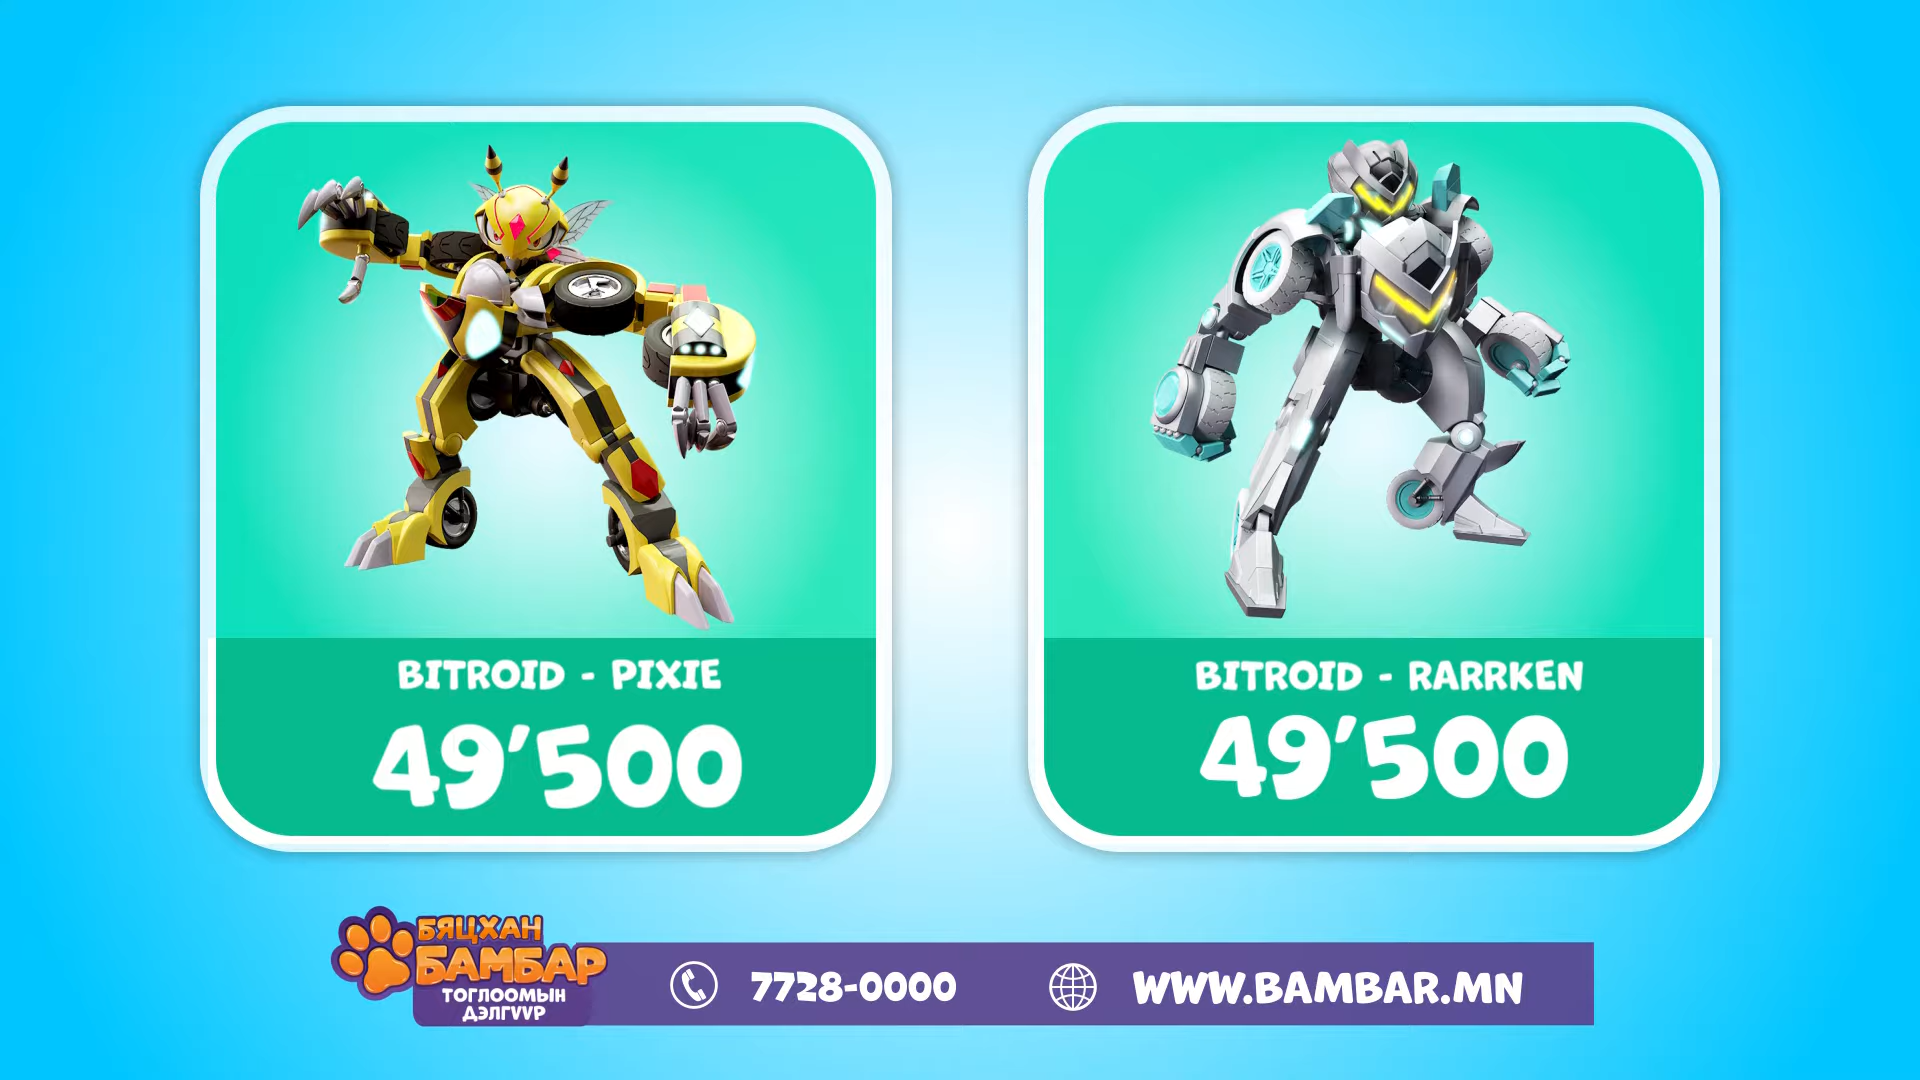 BITROID - PIXIE
49'500
BITROID - RARRKEN
49'500
БЯЦХАН
БАМБАР
ТОГЛООМЫН
ДЭЛГҮҮР
7728-0000
WWW.BAMBAR.MN